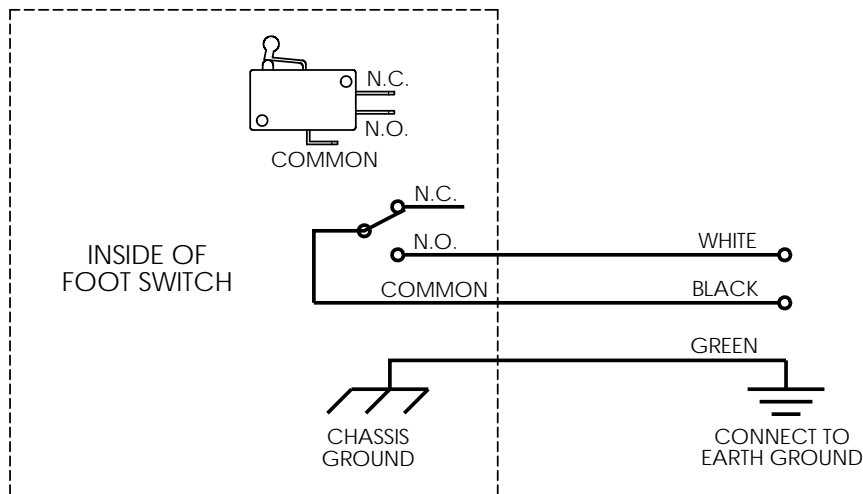 N.C.
N.O.
COMMON
N.C.
INSIDE OF
FOOT SWITCH
N.O.
WHITE
COMMON
BLACK
GREEN
CHASSIS
GROUND
CONNECT TO
EARTH GROUND